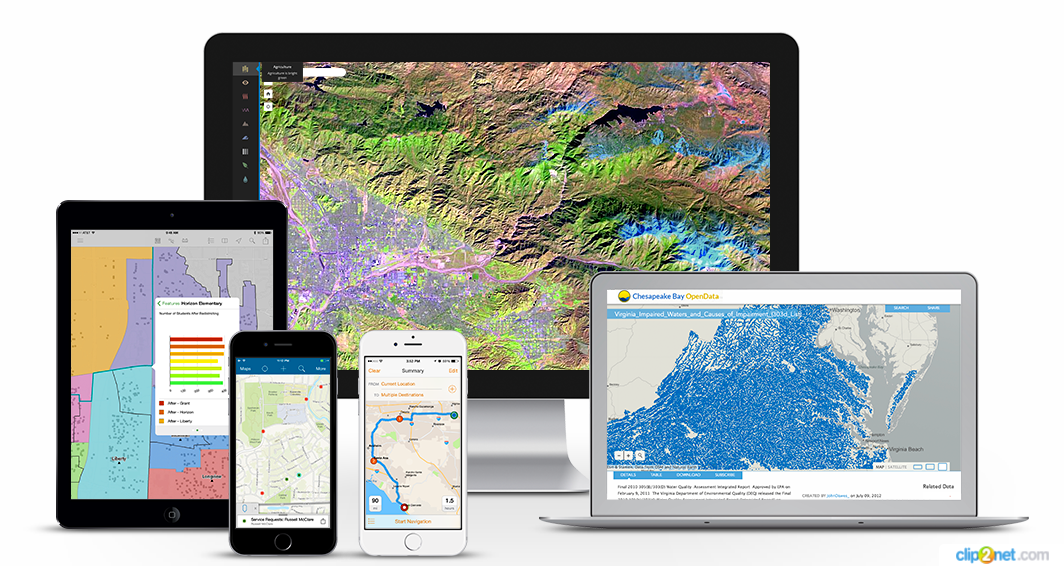 Agriculture
Agriculture is bright
green
Features Horizon Elementary
Number of Students After Redistricting
After - Grant
After - Horizon
After - Liberty
Liberty
Maps
More
Service Requests: Russell McClare
Clear
Summary
Edit
FROM Current Location
TO Multiple Destinations
90
1.5
Start Navigation
Chesapeake Bay OpenData
SEARCH
SHARE
Virginia_Impaired_Waters_and_Causes_of_Impairment_(303d_List)
Washington
Virginia Beach
MAP SATELLITE
DETAILS
TABLE
DOWNLOAD
SUBSCRIBE
Final 2010 305(B)/303(D) Water Quality Assessment Integrated Report Approved by EPA on
February 9, 2011 The Virginia Department of Environmental Quality (DEQ) released the Final
Related Data
CREATED BY
on July 09, 2012
clip2net.com